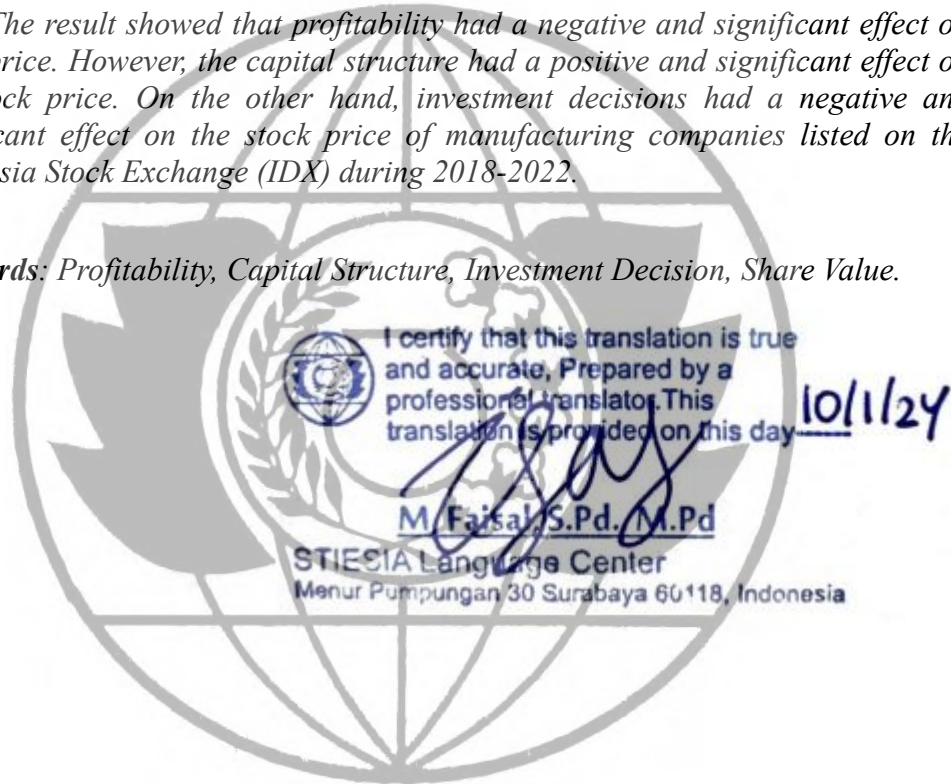 The result showed that profitability had a negative and significant effect o
rice. However, the capital structure had a positive and significant effect o
ck price. On the other hand, investment decisions had a negative an
cant effect on the stock price of manufacturing companies listed on th
sia Stock Exchange (IDX) during 2018-2022.
rds: Profitability, Capital Structure, Investment Decision, Share Value.
I certify that this translation is true
and accurate, Prepared by a
professional translator.This
translation is provided on this day 10/1/24
M. Faisal, S.Pd. M.Pd
STIESIA Language Center
Menur Pumpungan 30 Surabaya 60118, Indonesia